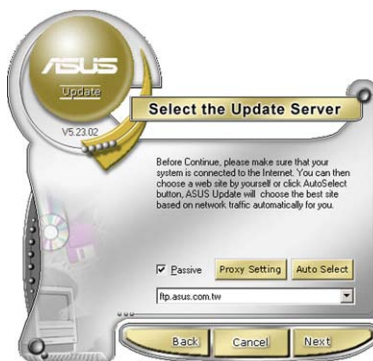 ASUS
Update
V5.23.02
Select the Update Server
Before Continue, please make sure that your
system is connected to the Internet. You can then
choose a web site by yourself or click AutoSelect
button, ASUS Update will choose the best site
based on network traffic automatically for you.
Passive
Proxy Setting
Auto Select
ftp.asus.com.tw
Back
Cancel
Next